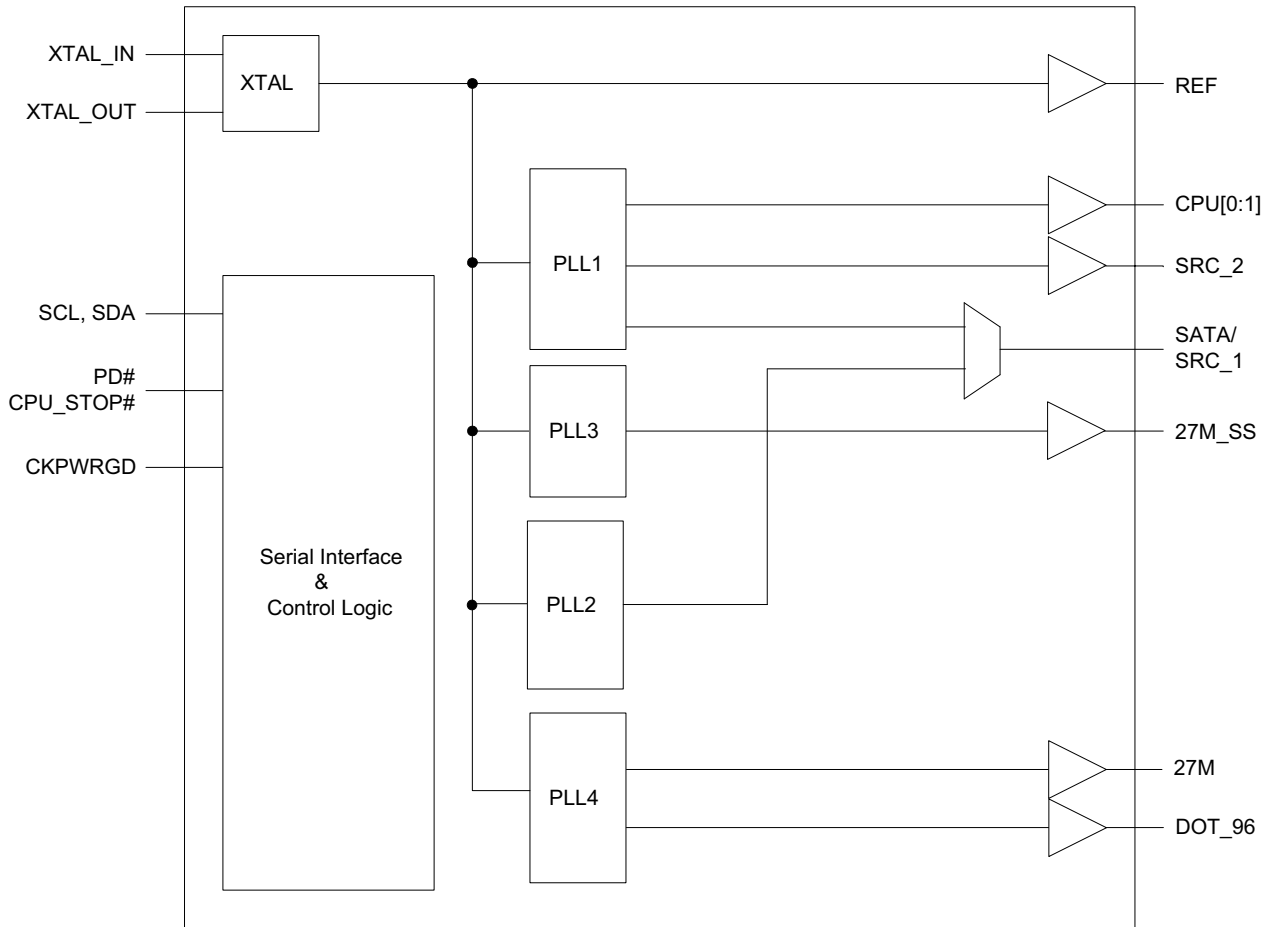 XTAL_IN
XTAL_OUT
XTAL
REF
CPU[0:1]
PLL1
SRC_2
SCL, SDA
SATA/
SRC_1
PD#
CPU_STOP#
PLL3
27M_SS
CKPWRGD
Serial Interface
&
Control Logic
PLL2
27M
PLL4
DOT_96